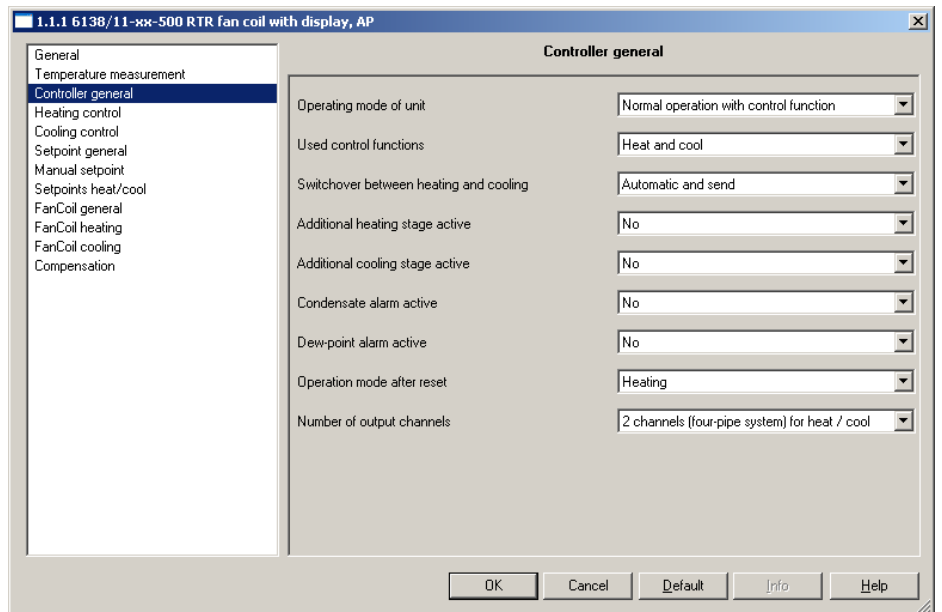 1.1.1 6138/11-xx-500 RTR fan coil with display, AP
General
Temperature measurement
Controller general
Heating control
Cooling control
Setpoint general
Manual setpoint
Setpoints heat/cool
FanCoil general
FanCoil heating
FanCoil cooling
Compensation
Controller general
Operating mode of unit Normal operation with control function
Used control functions Heat and cool
Switchover between heating and cooling Automatic and send
Additional heating stage active No
Additional cooling stage active No
Condensate alarm active No
Dew-point alarm active No
Operation mode after reset Heating
Number of output channels 2 channels (four-pipe system) for heat / cool
OK Cancel Default Info Help